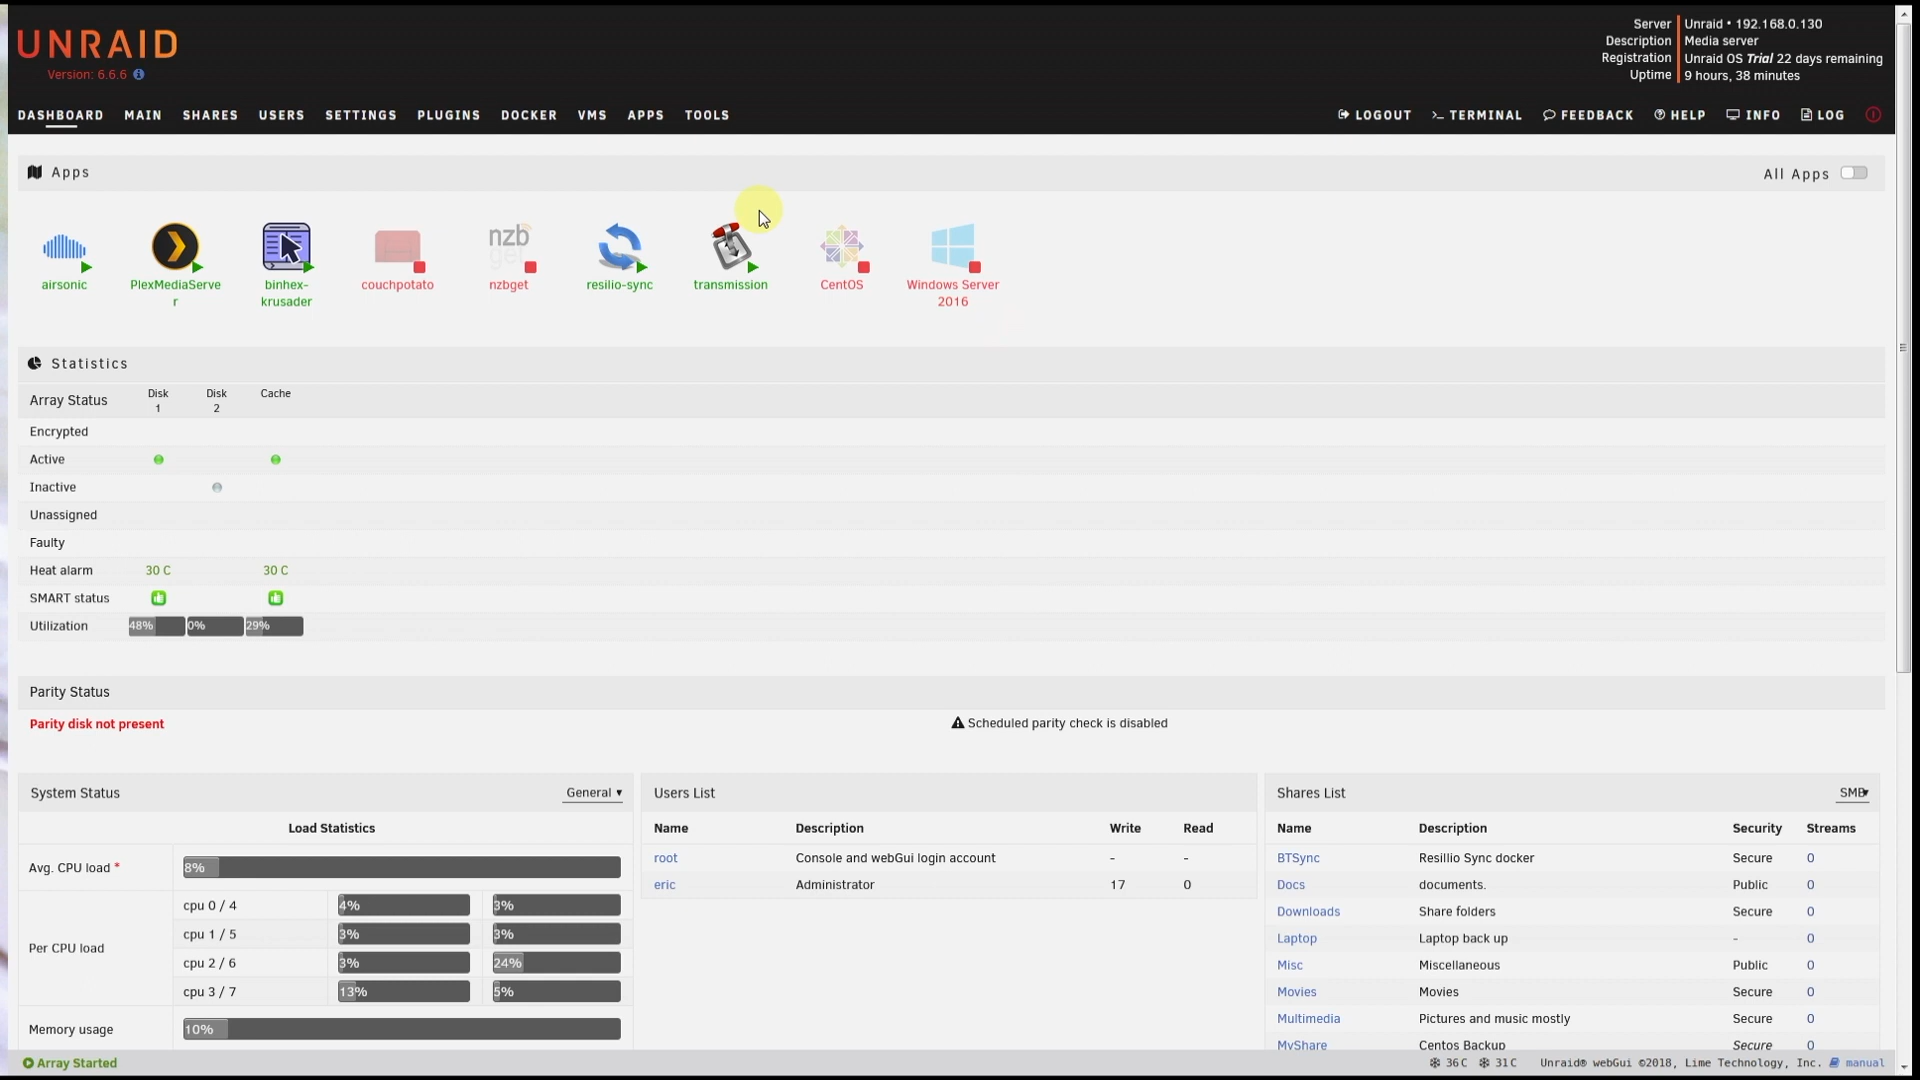 UNRAID
Version: 6.6.6
Server Unraid • 192.168.0.130
Description Media server
Registration Unraid OS Trial 22 days remaining
Uptime 9 hours, 38 minutes
DASHBOARD MAIN SHARES USERS SETTINGS PLUGINS DOCKER VMS APPS TOOLS LOGOUT TERMINAL FEEDBACK HELP INFO LOG
Apps All Apps
nzb
get
airsonic PlexMediaServe binhex- couchpotato nzbget resilio-sync transmission CentOS Windows Server
r krusader 2016
Statistics
Array Status Disk Disk Cache
1 2
Encrypted
Active
Inactive
Unassigned
Faulty
Heat alarm 30 C 30 C
SMART status
Utilization 48% 0% 29%
Parity Status
Parity disk not present Scheduled parity check is disabled
System Status General Users List Shares List SMB
Load Statistics Name Description Write Read Name Description Security Streams
Avg. CPU load * 8% root Console and webGui login account - - BTSync Resillio Sync docker Secure 0
eric Administrator 17 0 Docs documents. Public 0
cpu 0 / 4 4% 3% Downloads Share folders Secure 0
cpu 1 / 5 3% 3% Laptop Laptop back up - 0
Per CPU load
cpu 2 / 6 3% 24% Misc Miscellaneous Public 0
cpu 3 / 7 13% 5% Movies Movies Secure 0
Memory usage 10% Multimedia Pictures and music mostly Secure 0
MyShare Centos Backup Secure 0
Array Started 36 C 31 C Unraid® webGui ©2018, Lime Technology, Inc. manual